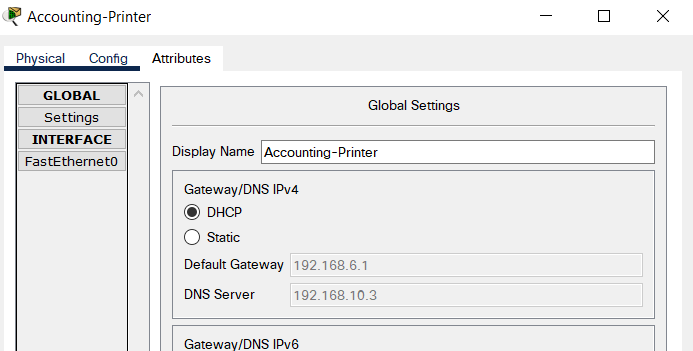 Accounting-Printer
Physical Config Attributes
GLOBAL
Settings
INTERFACE
FastEthernet0
Global Settings
Display Name Accounting-Printer
Gateway/DNS IPv4
DHCP
Static
Default Gateway 192.168.6.1
DNS Server 192.168.10.3
Gateway/DNS IPv6